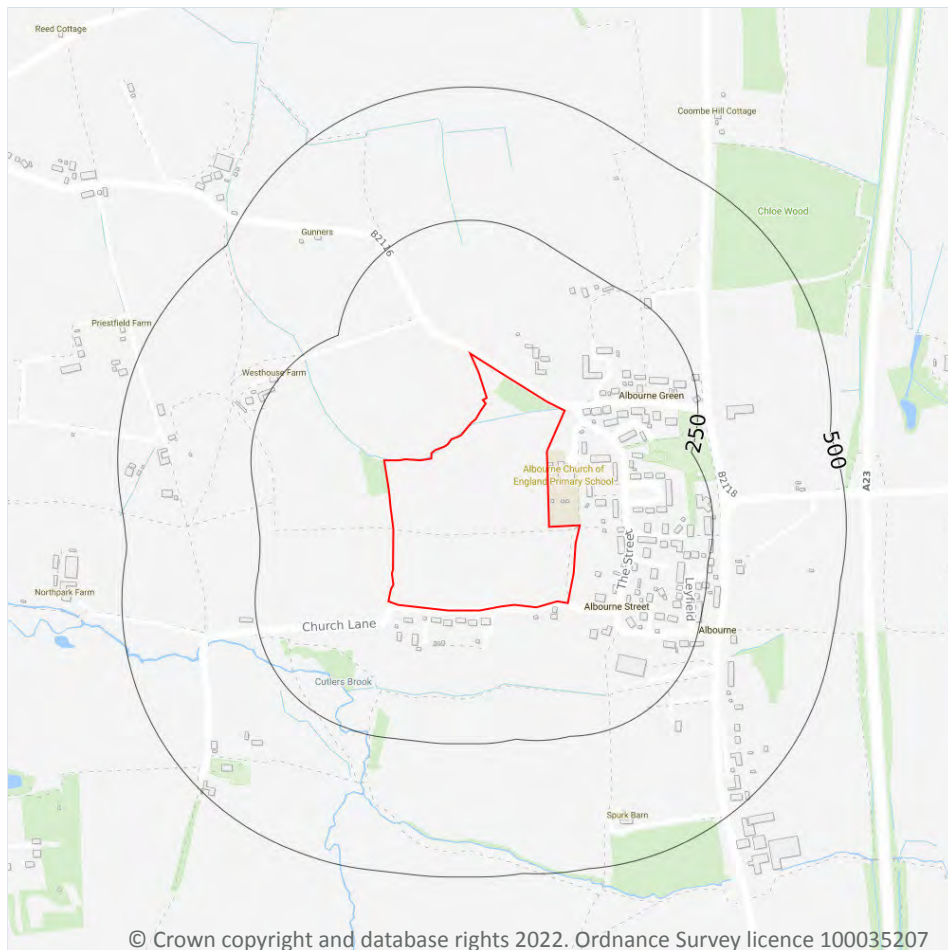 Reed Cottage
Coombe Hill Cottage
Chloe Wood
Gunners
B2116
Priestfield Farm
Westhouse Farm
Albourne Green
250
500
B2118
A23
Albourne Church of
England Primary School
The Street
Leyfield
Northpark Farm
Albourne Street
Church Lane
Albourne
Cutlers Brook
Spurk Barn
© Crown copyright and database rights 2022. Ordnance Survey licence 100035207